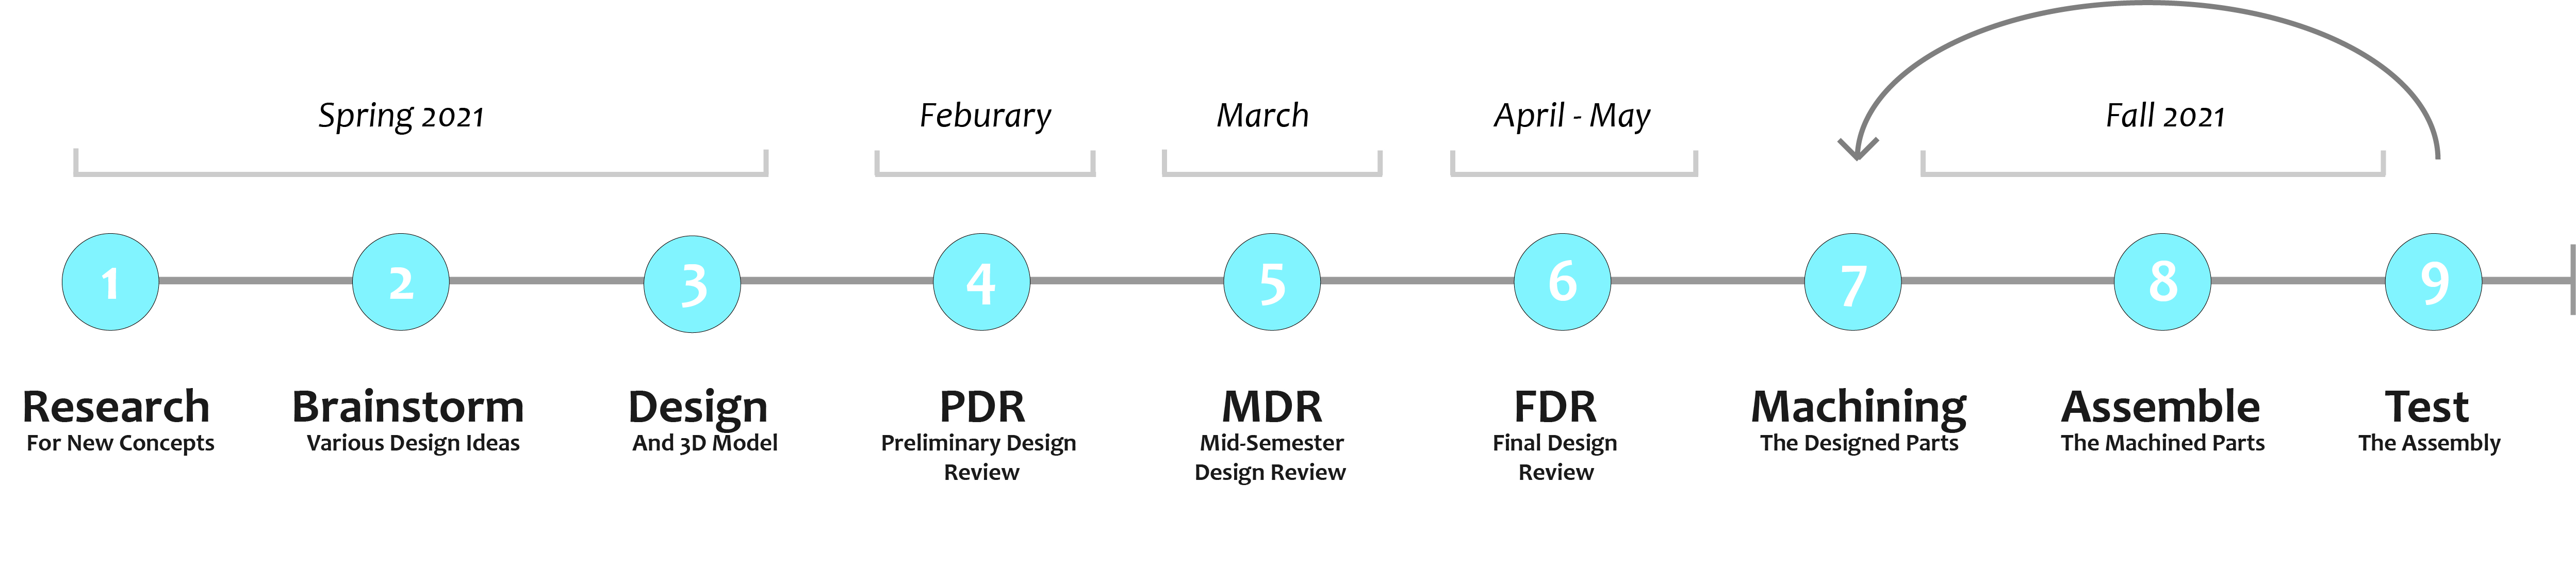 Spring 2021
Feburary
March
April - May
Fall 2021
1
2
3
4
5
6
7
8
9
Research
For New Concepts
Brainstorm
Various Design Ideas
Design
And 3D Model
PDR
Preliminary Design
Review
MDR
Mid-Semester
Design Review
FDR
Final Design
Review
Machining
The Designed Parts
Assemble
The Machined Parts
Test
The Assembly